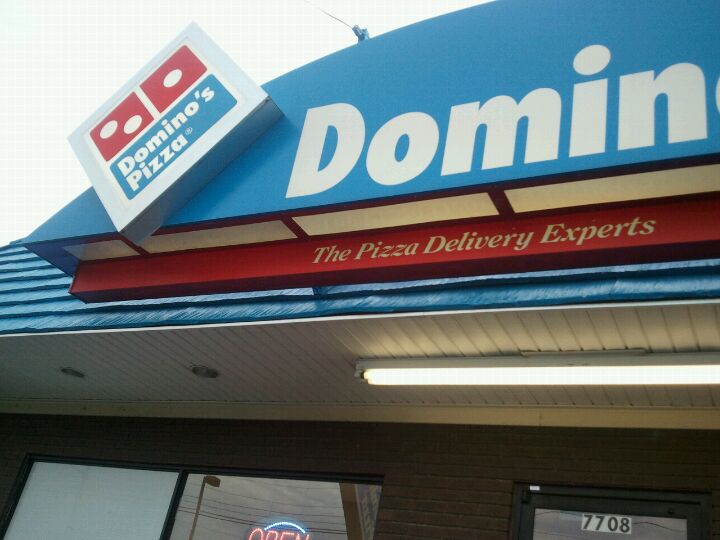 Domino's
Pizza®
Domin
The Pizza Delivery Experts
OPEN
7708